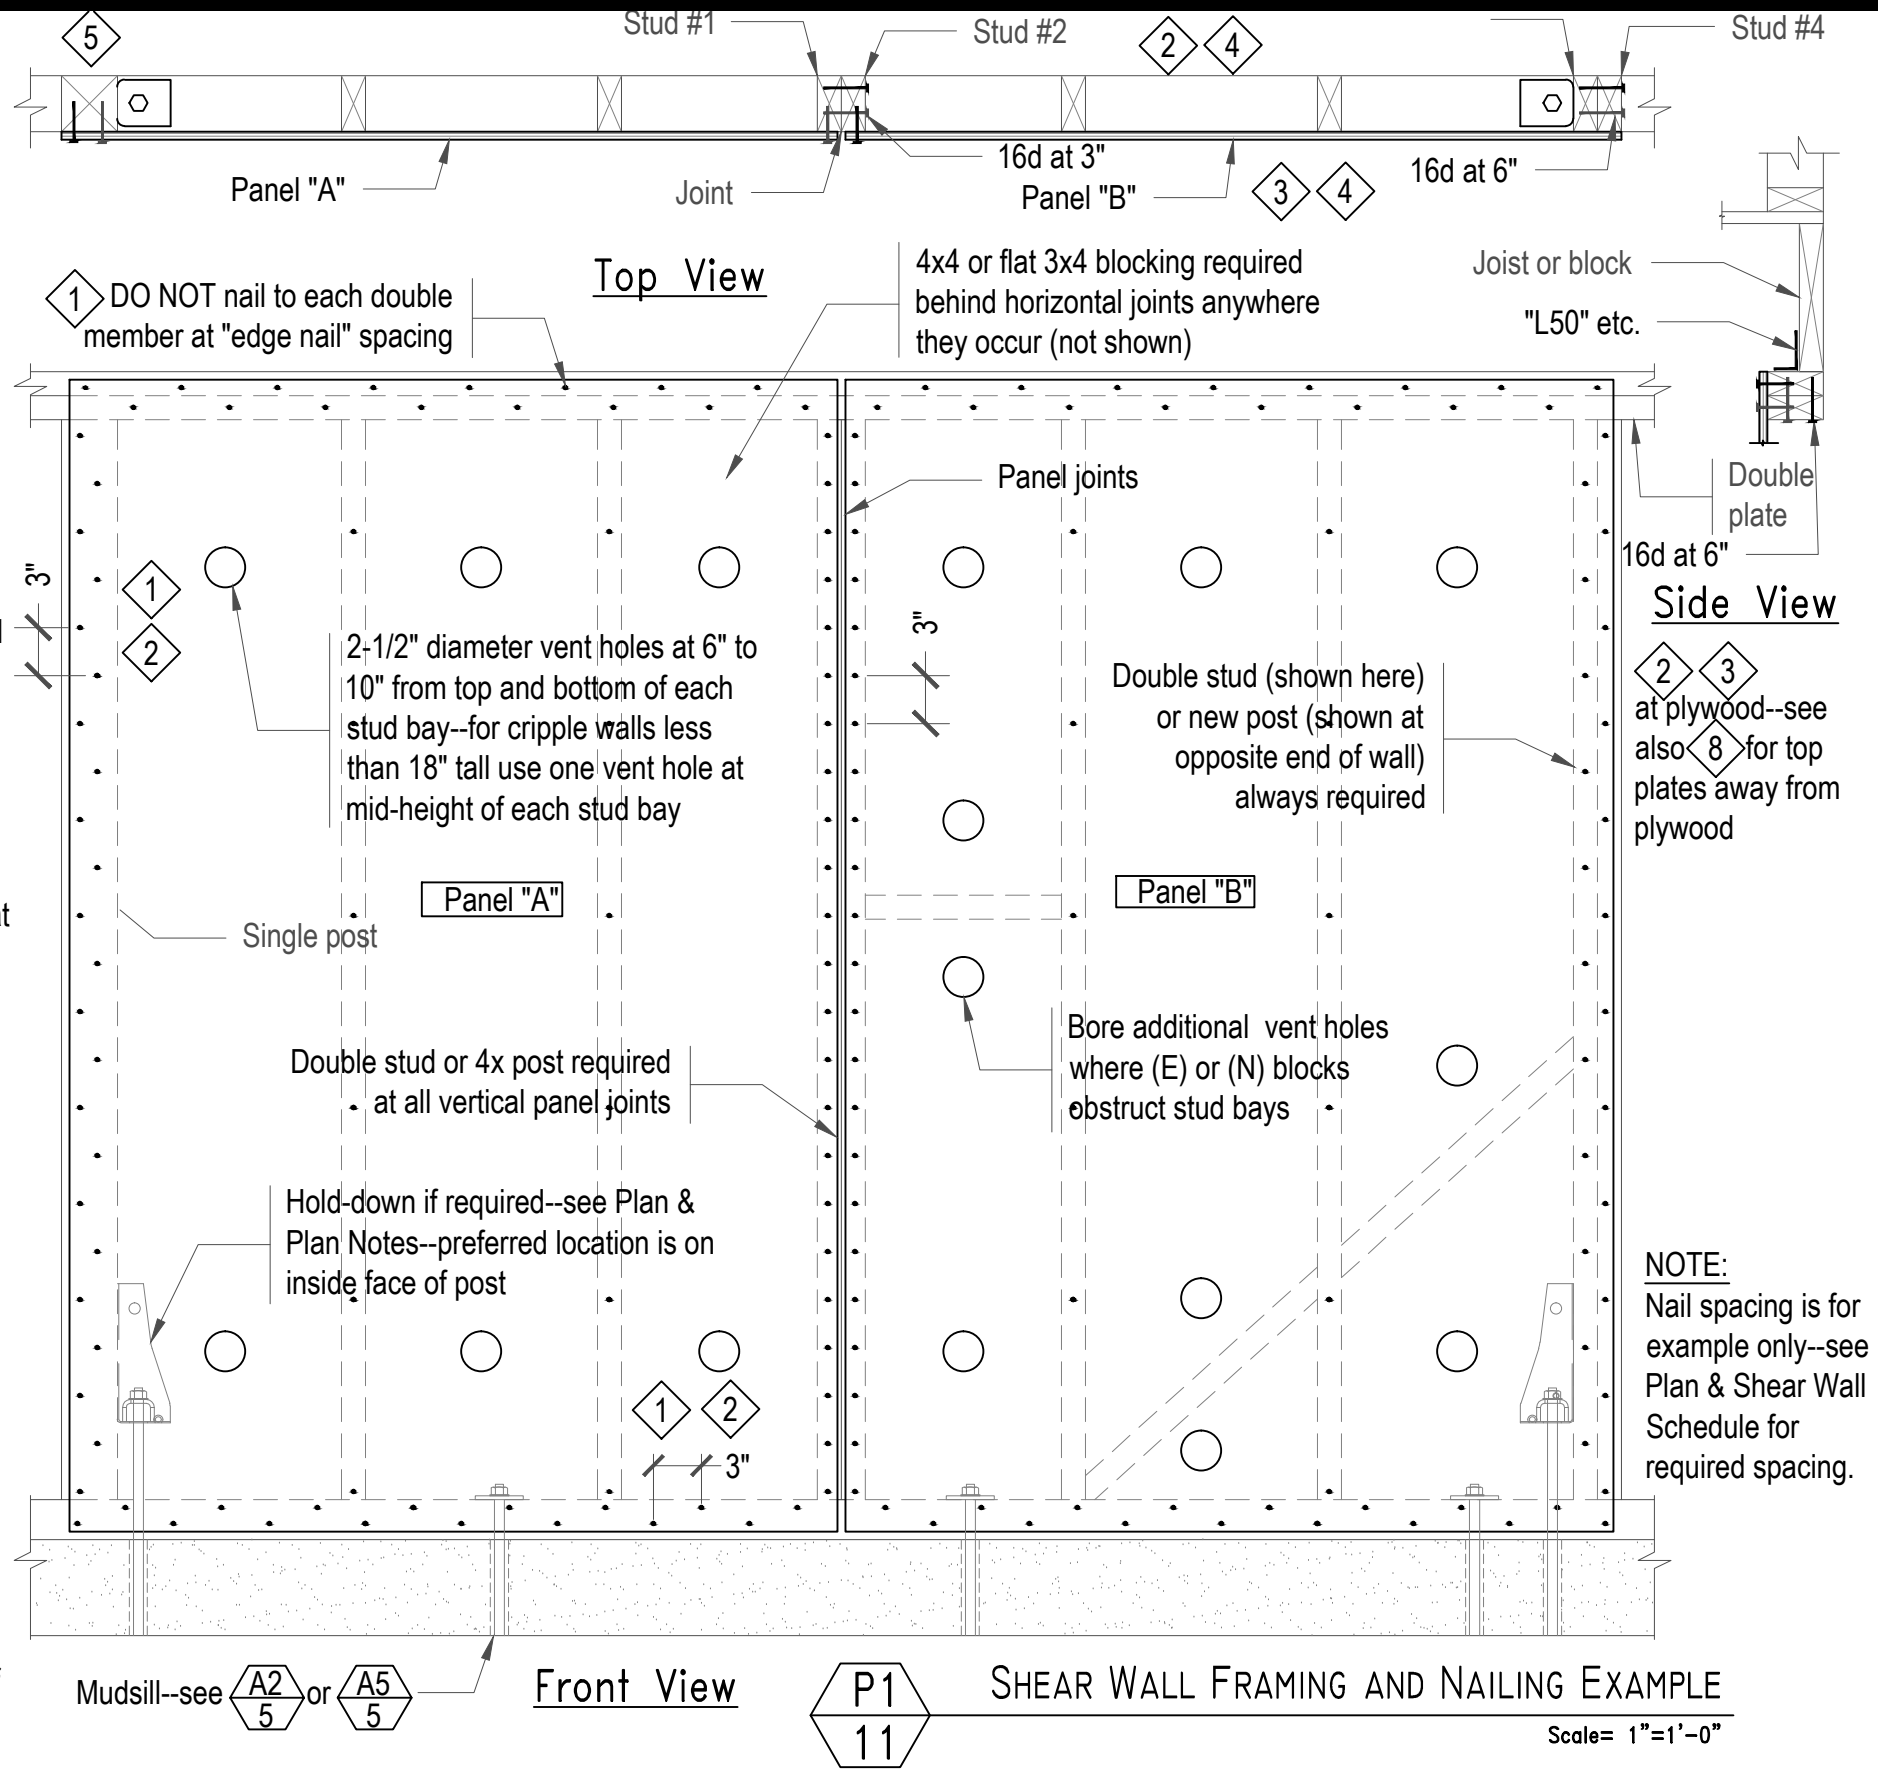 5
Stud #1
Stud #2
2 4
Stud #4
16d at 3"
16d at 6"
Panel "A"
Joint
Panel "B"
3 4
Top View
1 DO NOT nail to each double
member at "edge nail" spacing
4x4 or flat 3x4 blocking required
behind horizontal joints anywhere
they occur (not shown)
Joist or block
"L50" etc.
Panel joints
Double
plate
16d at 6"
Side View
2 3
at plywood--see
also 8 for top
plates away from
plywood
3"
1
2
2-1/2" diameter vent holes at 6" to
10" from top and bottom of each
stud bay--for cripple walls less
than 18" tall use one vent hole at
mid-height of each stud bay
3"
Double stud (shown here)
or new post (shown at
opposite end of wall)
always required
Panel "A"
Panel "B"
Single post
Bore additional vent holes
where (E) or (N) blocks
obstruct stud bays
Double stud or 4x post required
at all vertical panel joints
Hold-down if required--see Plan &
Plan Notes--preferred location is on
inside face of post
NOTE:
Nail spacing is for
example only--see
Plan & Shear Wall
Schedule for
required spacing.
1 2
3"
Mudsill--see A2/5 or A5/5
Front View
P1
11
SHEAR WALL FRAMING AND NAILING EXAMPLE
Scale= 1"=1'-0"